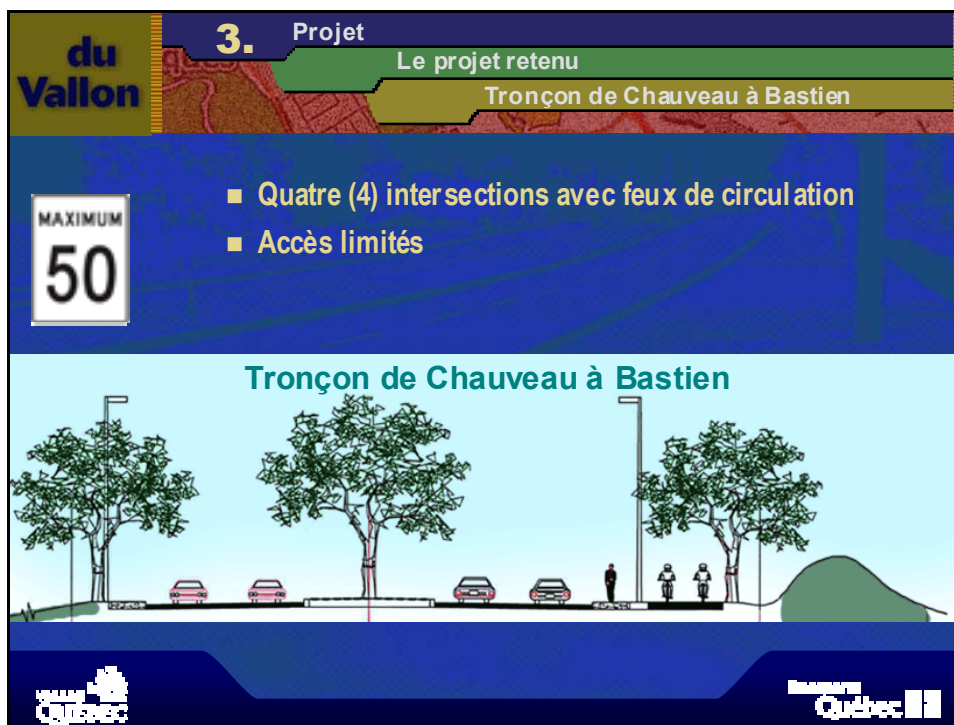 du
Vallon
3.
Projet
Le projet retenu
Tronçon de Chauveau à Bastien
Quatre (4) intersections avec feux de circulation
Accès limités
MAXIMUM
50
Tronçon de Chauveau à Bastien
QUÉBEC
Québec